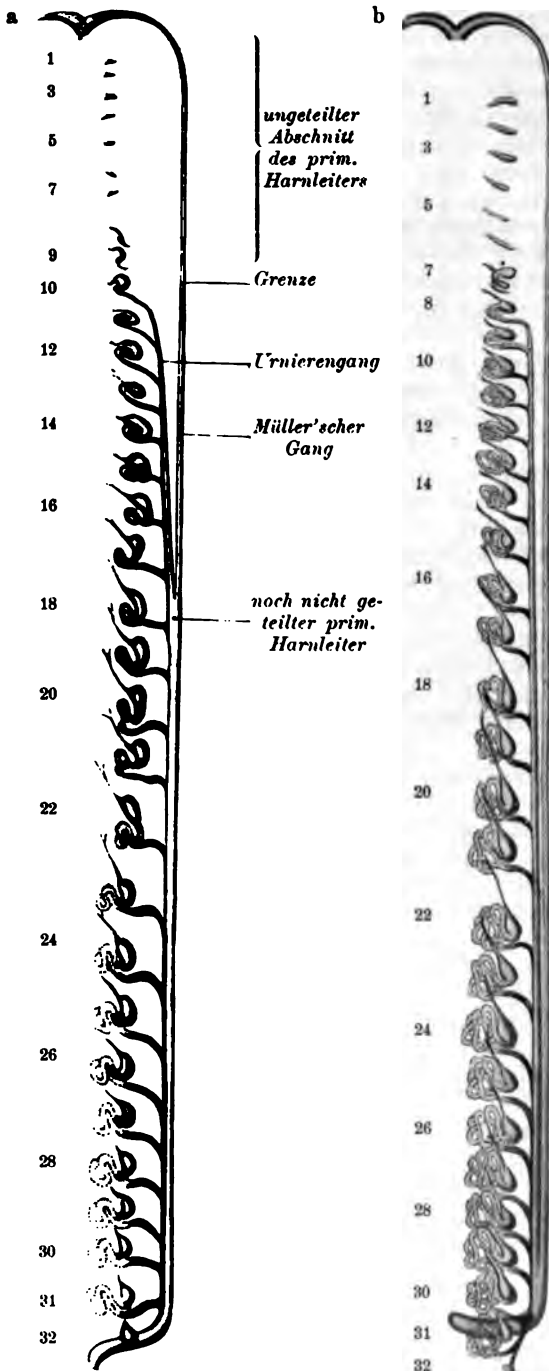 a
1
3
5
7
9
10
12
14
16
18
20
22
24
26
28
30
31
32
ungeteilter
Abschnitt
des prim.
Harnleiters
Grenze
Urnierengang
Müller'scher
Gang
noch nicht ge-
teilter prim.
Harnleiter
b
1
3
5
7
8
10
12
14
16
18
20
22
24
26
28
30
31
32